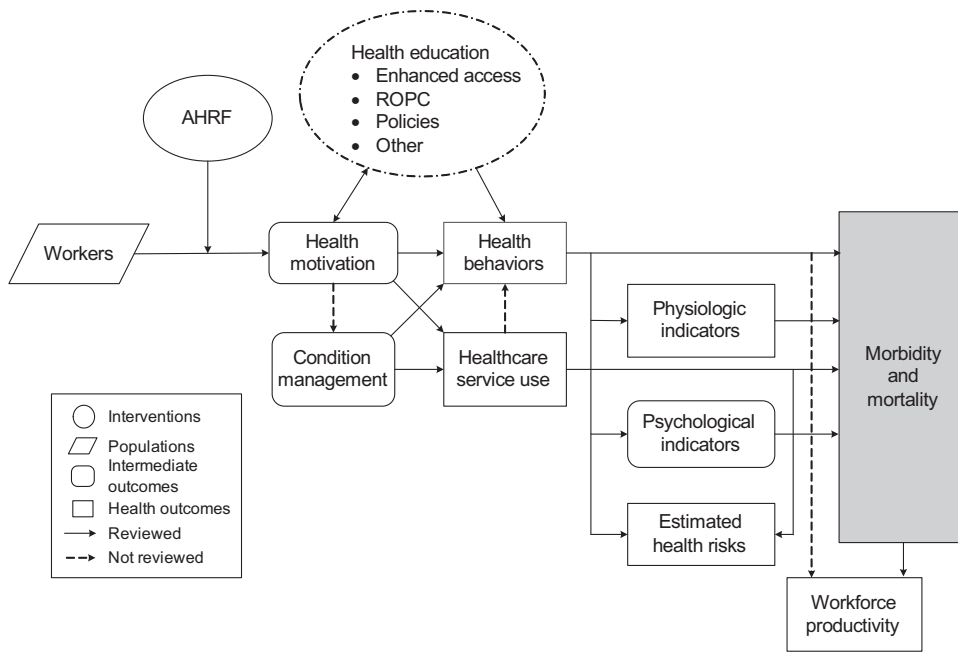 Health education
• Enhanced access
• ROPC
• Policies
• Other
AHRF
Workers
Health
motivation
Health
behaviors
Physiologic
indicators
Condition
management
Healthcare
service use
Morbidity
and
mortality
Psychological
indicators
Estimated
health risks
Workforce
productivity
Interventions
Populations
Intermediate
outcomes
Health outcomes
Reviewed
Not reviewed